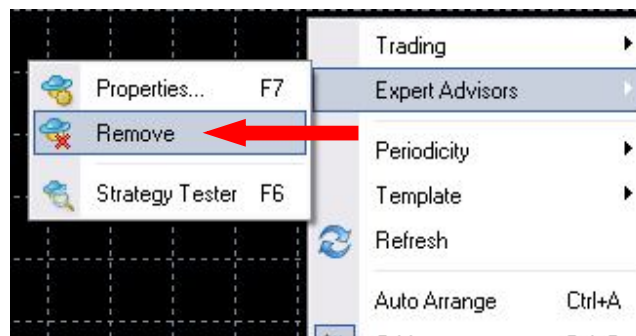 Trading
Properties... F7
Expert Advisors
Remove
Periodicity
Strategy Tester F6
Template
Refresh
Auto Arrange Ctrl+A